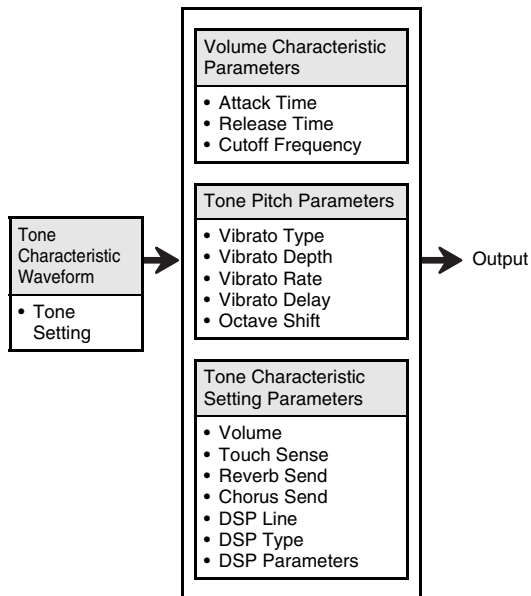 Tone
Characteristic
Waveform
• Tone
Setting
Volume Characteristic
Parameters
• Attack Time
• Release Time
• Cutoff Frequency
Tone Pitch Parameters
• Vibrato Type
• Vibrato Depth
• Vibrato Rate
• Vibrato Delay
• Octave Shift
Tone Characteristic
Setting Parameters
• Volume
• Touch Sense
• Reverb Send
• Chorus Send
• DSP Line
• DSP Type
• DSP Parameters
Output